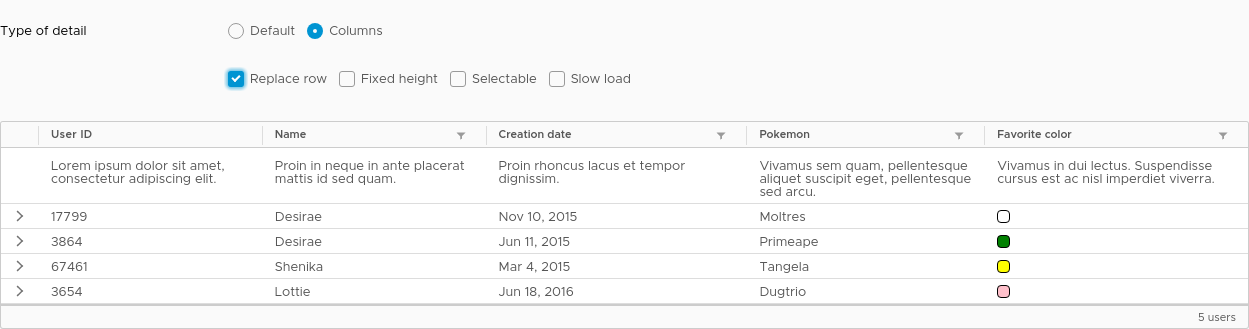 Type of detail Default Columns
Replace row Fixed height Selectable Slow load
User ID Name Creation date Pokemon Favorite color
Lorem ipsum dolor sit amet, Proin in neque in ante placerat Proin rhoncus lacus et tempor Vivamus sem quam, pellentesque Vivamus in dui lectus. Suspendisse
consectetur adipiscing elit. mattis id sed quam. dignissim. aliquet suscipit eget, pellentesque cursus est ac nisl imperdiet viverra.
sed arcu.
17799 Desirae Nov 10, 2015 Moltres
3864 Desirae Jun 11, 2015 Primeape
67461 Shenika Mar 4, 2015 Tangela
3654 Lottie Jun 18, 2016 Dugtrio
5 users